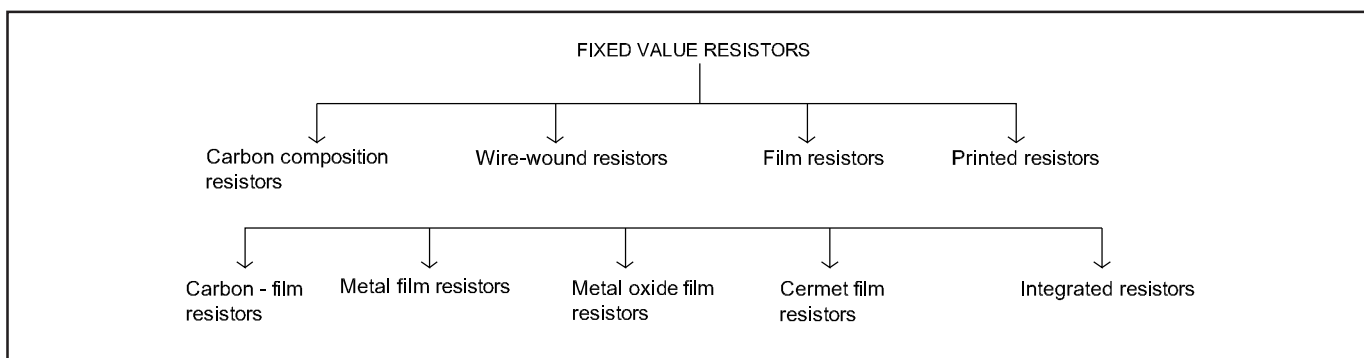 FIXED VALUE RESISTORS
Carbon composition
resistors
Wire-wound resistors
Film resistors
Printed resistors
Carbon - film
resistors
Metal film resistors
Metal oxide film
resistors
Cermet film
resistors
Integrated resistors